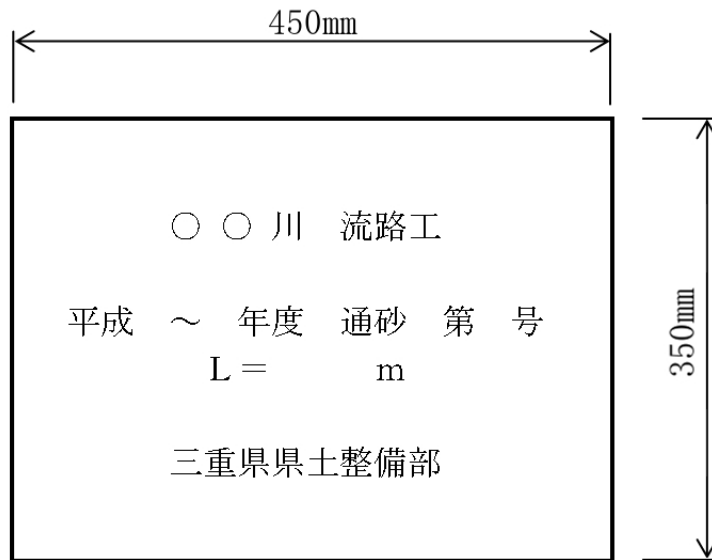 450mm
○ ○ 川　流路工
平成　～　年度　通砂　第　号
L＝　　　m
三重県県土整備部
350mm